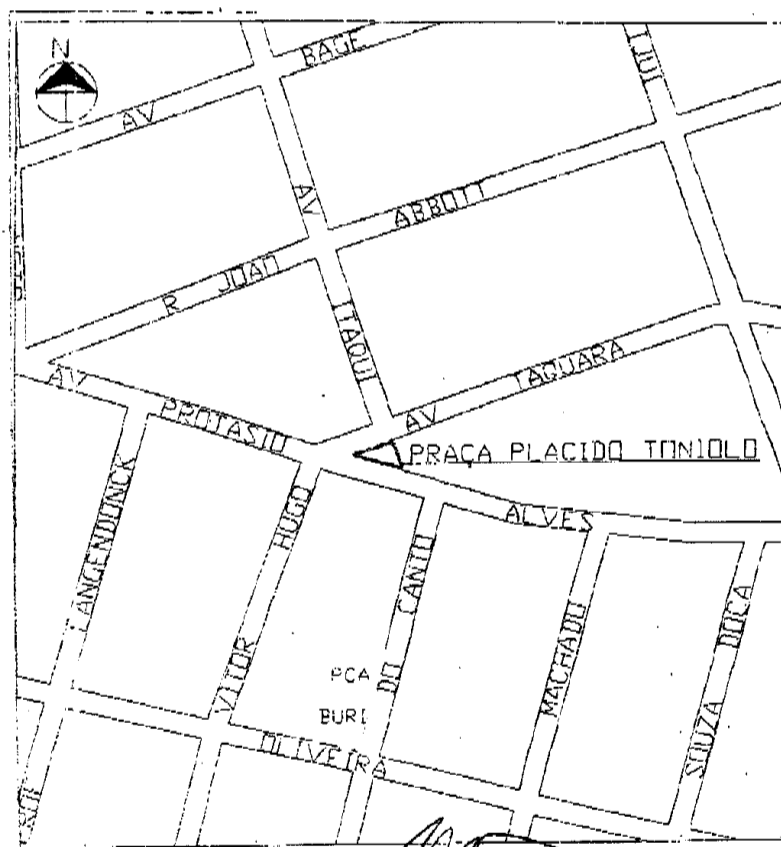 N
AV BAGE
IJUI
AV ITAQUI
R JOAO ABBOTT
AV TAQUARA
AV PROTASIO ALVES
PRAÇA PLACIDO TONIOLO
LANGENDONCK
VITOR HUGO
DO CANTO
MACHADO
SOUZA DOCA
PCA
BURI
OLIVEIRA